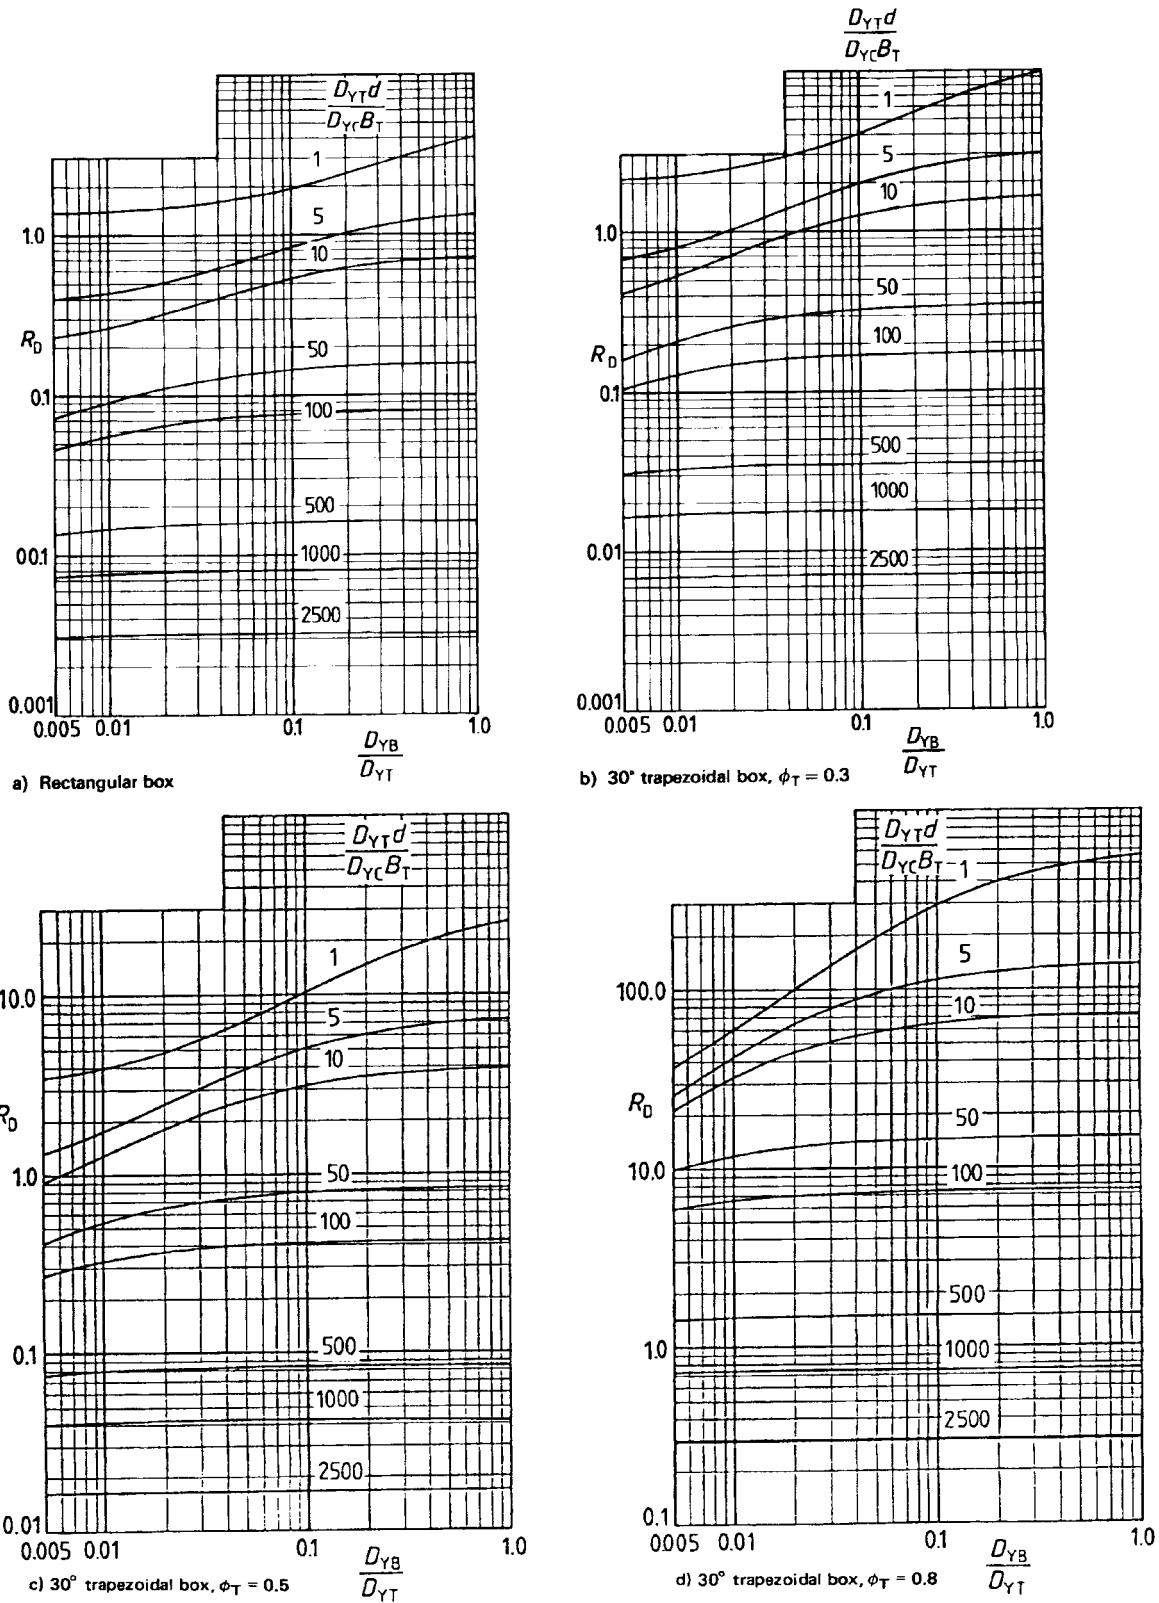 D_YT d
D_YC B_T
1
5
10
1.0
R_D
50
0.1
100
500
0.01
1000
2500
0.001
0.005 0.01 0.1 1.0
D_YB
D_YT
a) Rectangular box
D_YT d
D_YC B_T
1
5
10
1.0
50
100
R_D
0.1
500
1000
0.01
2500
0.001
0.005 0.01 0.1 1.0
D_YB
D_YT
b) 30° trapezoidal box, ϕ_T = 0.3
D_YT d
D_YC B_T
1
10.0
5
10
R_D
1.0
50
100
0.1
500
1000
2500
0.01
0.005 0.01 0.1 1.0
D_YB
D_YT
c) 30° trapezoidal box, ϕ_T = 0.5
D_YT d
D_YC B_T
1
5
100.0
10
R_D
50
10.0
100
500
1.0
1000
2500
0.1
0.005 0.01 0.1 1.0
D_YB
D_YT
d) 30° trapezoidal box, ϕ_T = 0.8